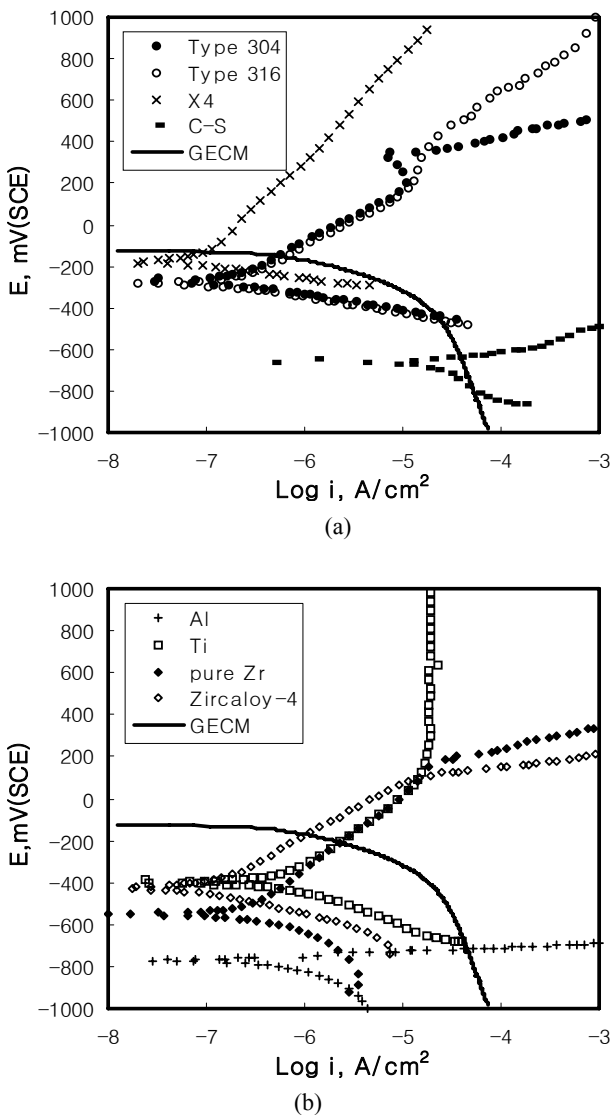 1000
800
600
400
200
0
−200
−400
−600
−800
−1000
E, mV(SCE)
Type 304
Type 316
X4
C-S
GECM
−8 −7 −6 −5 −4 −3
Log i, A/cm²
(a)
1000
800
600
400
200
0
−200
−400
−600
−800
−1000
E,mV(SCE)
Al
Ti
pure Zr
Zircaloy-4
GECM
−8 −7 −6 −5 −4 −3
Log i, A/cm²
(b)